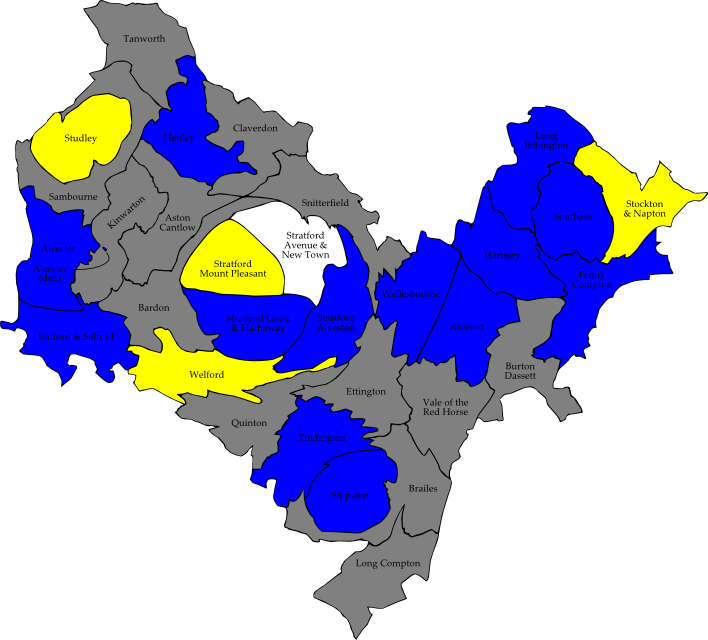 Tanworth
Studley
Henley
Claverdon
Long
Itchington
Sambourne
Kinwarton
Aston
Cantlow
Snitterfield
Stockton
& Napton
Southam
Alcester
Alcester
(det.)
Stratford
Avenue &
New Town
Stratford
Mount Pleasant
Harbury
Fenny
Compton
Wellesbourne
Bardon
Stratford Guild
& Hathaway
Stratford
Alveston
Kineton
Bidford & Salford
Welford
Burton
Dassett
Ettington
Vale of the
Red Horse
Quinton
Tredington
Shipston
Brailes
Long Compton